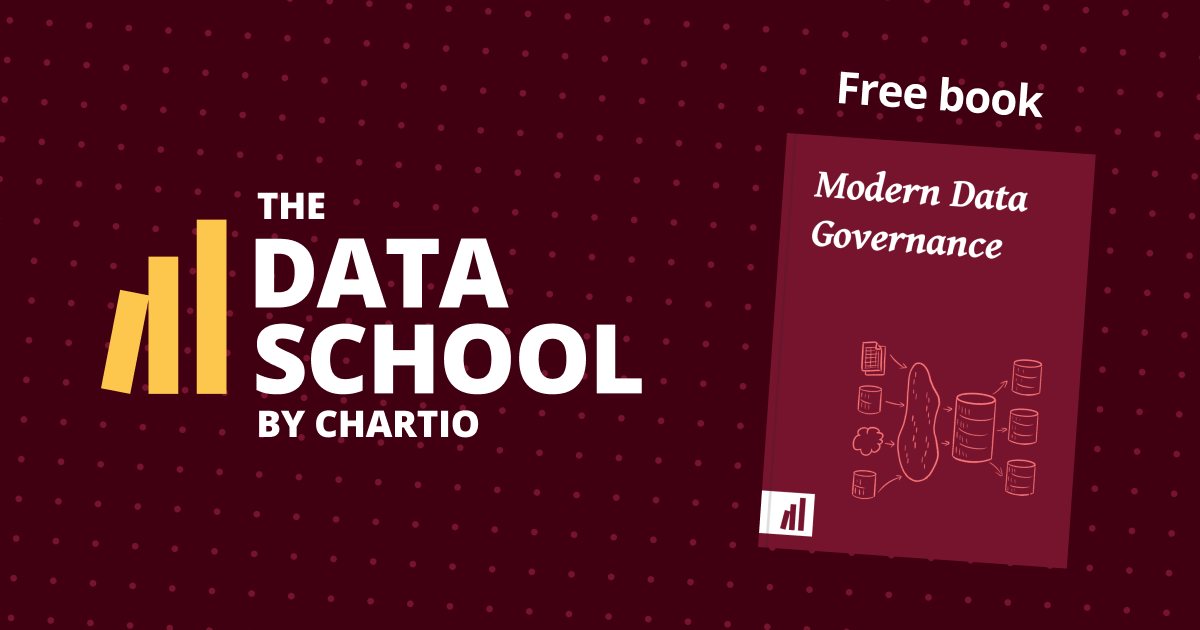 THE
DATA
SCHOOL
BY CHARTIO
Free book
Modern Data
Governance